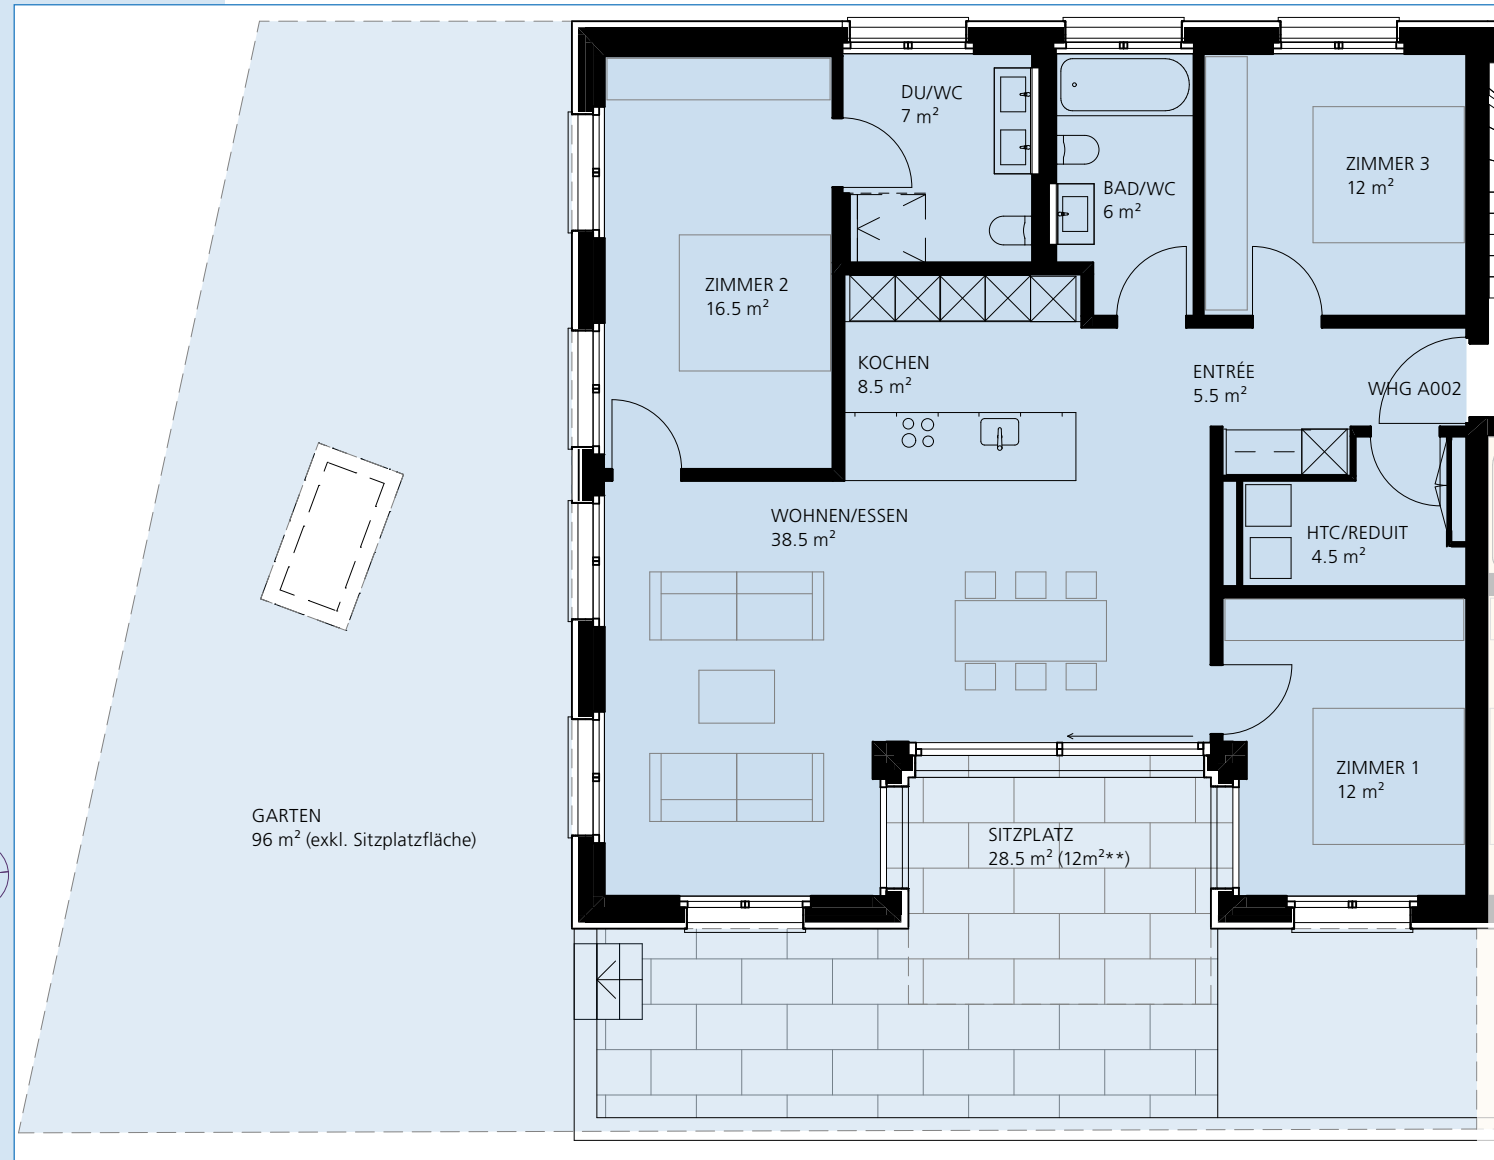 DU/WC
7 m²
BAD/WC
6 m²
ZIMMER 3
12 m²
ZIMMER 2
16.5 m²
KOCHEN
8.5 m²
ENTRÉE
5.5 m²
WHG A002
WOHNEN/ESSEN
38.5 m²
HTC/REDUIT
4.5 m²
ZIMMER 1
12 m²
GARTEN
96 m² (exkl. Sitzplatzfläche)
SITZPLATZ
28.5 m² (12m²**)